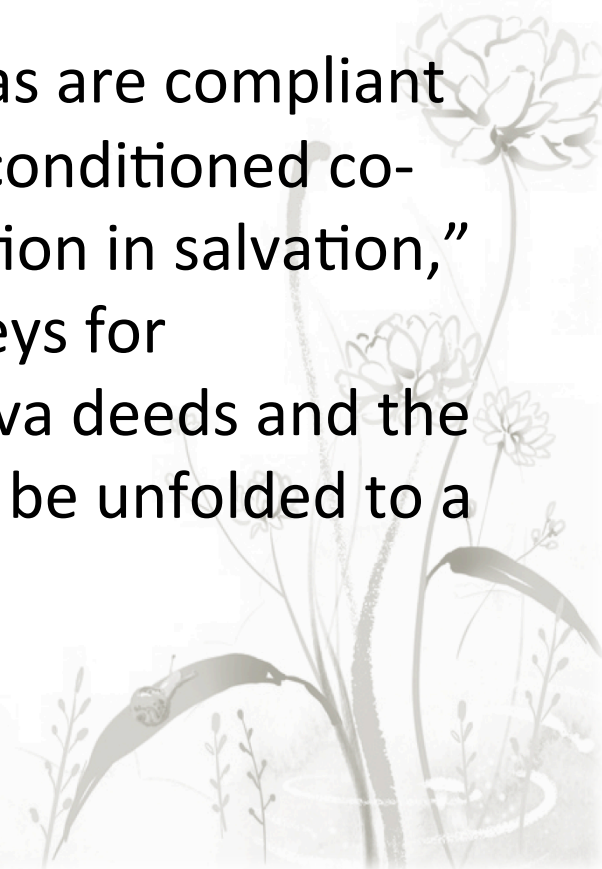 as are compliant
conditioned co-
ion in salvation,”
eys for
va deeds and the
be unfolded to a